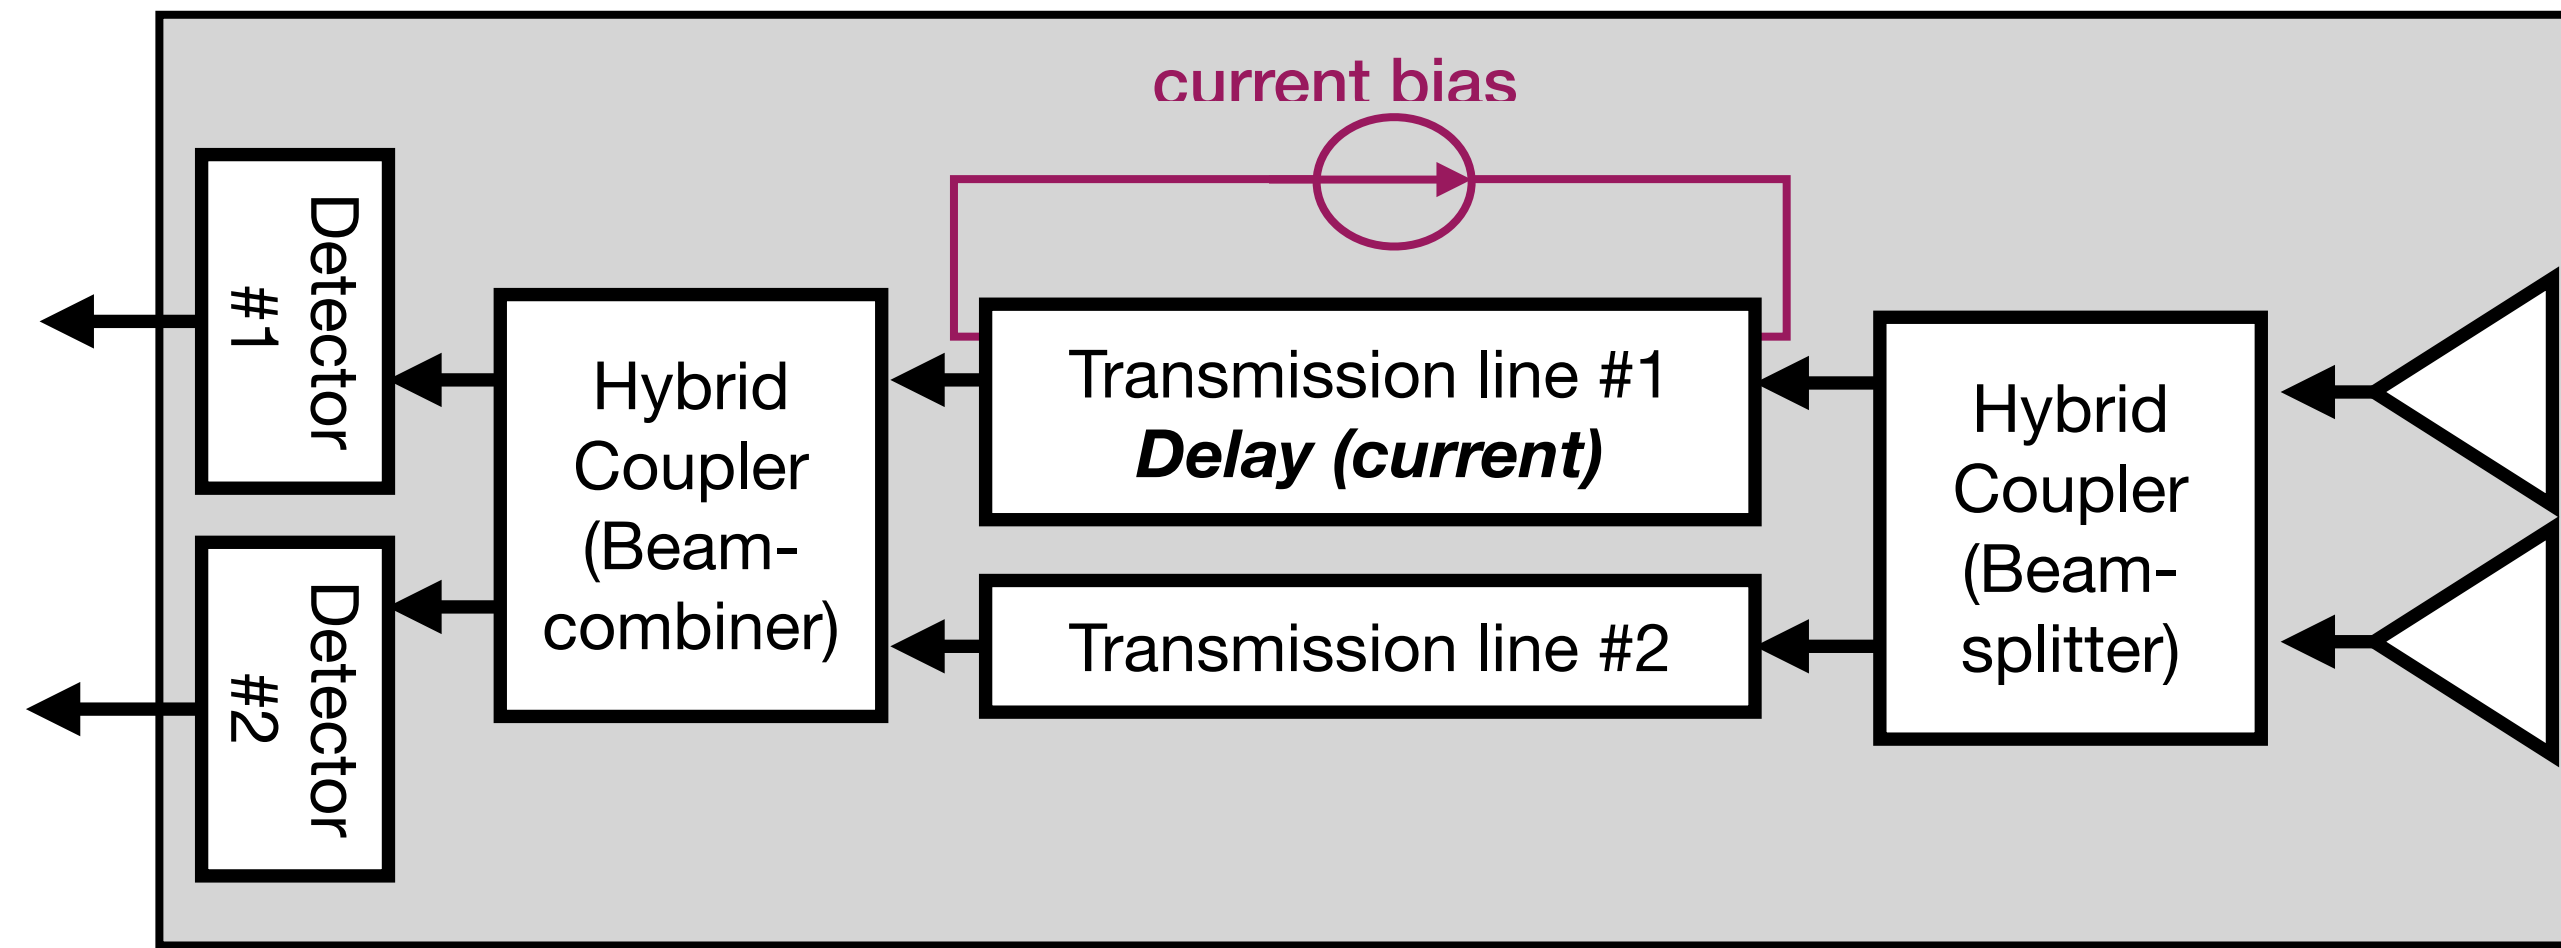 current bias
Detector
#1
Hybrid
Coupler
(Beam-
combiner)
Transmission line #1
Delay (current)
Hybrid
Coupler
(Beam-
splitter)
Transmission line #2
Detector
#2